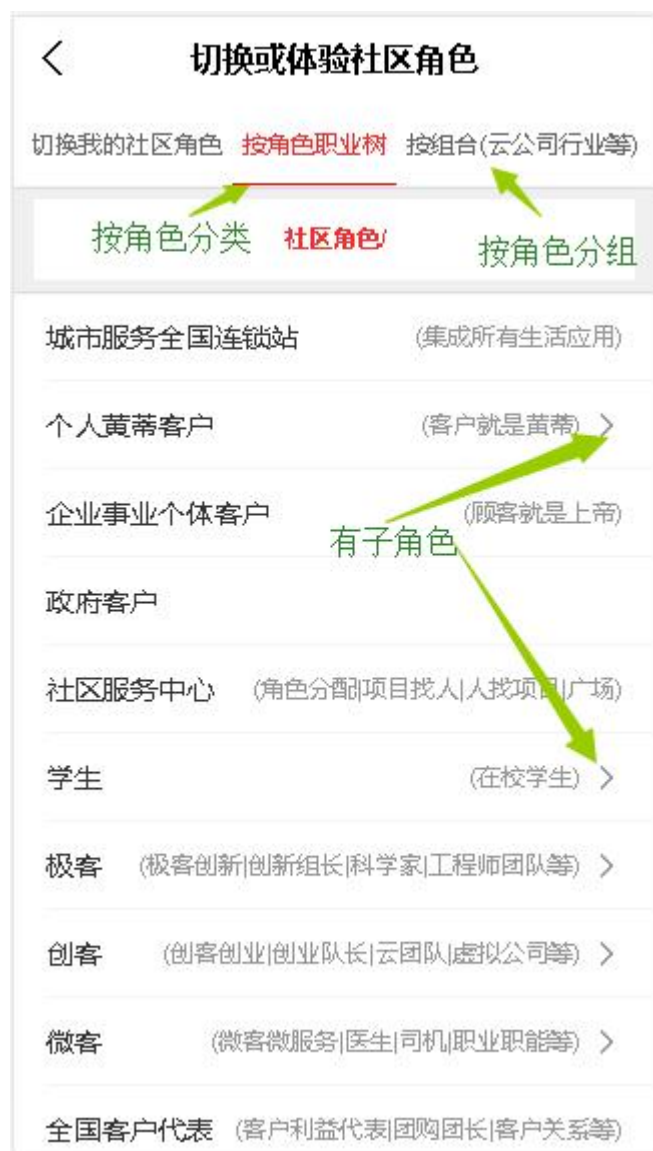 切换或体验社区角色
切换我的社区角色 按角色职业树 按组合(云公司行业等)
按角色分类 社区角色/ 按角色分组
城市服务全国连锁站 (集成所有生活应用)
个人黄蒂客户 (客户就是黄蒂)
企业事业个体客户 (顾客就是上帝)
有子角色
政府客户
社区服务中心 (角色分配|项目找人|人找项目|广场)
学生 (在校学生)
极客 (极客创新|创新组长|科学家|工程师团队等)
创客 (创客创业|创业队长|云团队|虚拟公司等)
微客 (微客微服务|医生|司机|职业职能等)
全国客户代表 (客户利益代表|团购团长|客户关系等)